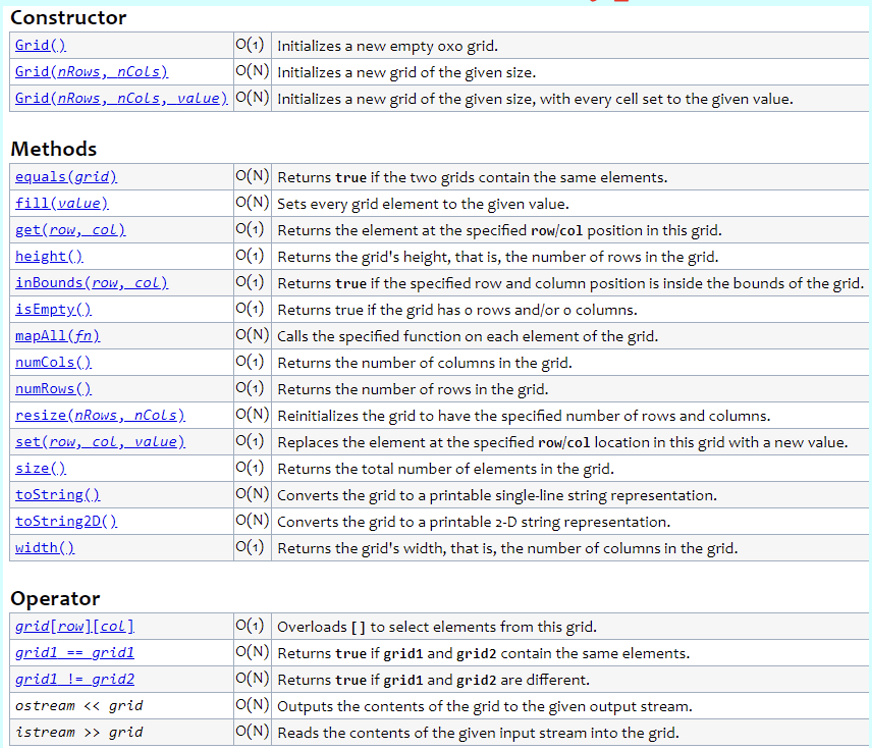 Constructor
Grid() O(1) Initializes a new empty 0x0 grid.
Grid(nRows, nCols) O(N) Initializes a new grid of the given size.
Grid(nRows, nCols, value) O(N) Initializes a new grid of the given size, with every cell set to the given value.
Methods
equals(grid) O(N) Returns true if the two grids contain the same elements.
fill(value) O(N) Sets every grid element to the given value.
get(row, col) O(1) Returns the element at the specified row/col position in this grid.
height() O(1) Returns the grid's height, that is, the number of rows in the grid.
inBounds(row, col) O(1) Returns true if the specified row and column position is inside the bounds of the grid.
isEmpty() O(1) Returns true if the grid has 0 rows and/or 0 columns.
mapAll(fn) O(N) Calls the specified function on each element of the grid.
numCols() O(1) Returns the number of columns in the grid.
numRows() O(1) Returns the number of rows in the grid.
resize(nRows, nCols) O(N) Reinitializes the grid to have the specified number of rows and columns.
set(row, col, value) O(1) Replaces the element at the specified row/col location in this grid with a new value.
size() O(1) Returns the total number of elements in the grid.
toString() O(N) Converts the grid to a printable single-line string representation.
toString2D() O(N) Converts the grid to a printable 2-D string representation.
width() O(1) Returns the grid's width, that is, the number of columns in the grid.
Operator
grid[row][col] O(1) Overloads [] to select elements from this grid.
grid1 == grid1 O(N) Returns true if grid1 and grid2 contain the same elements.
grid1 != grid2 O(N) Returns true if grid1 and grid2 are different.
ostream << grid O(N) Outputs the contents of the grid to the given output stream.
istream >> grid O(N) Reads the contents of the given input stream into the grid.